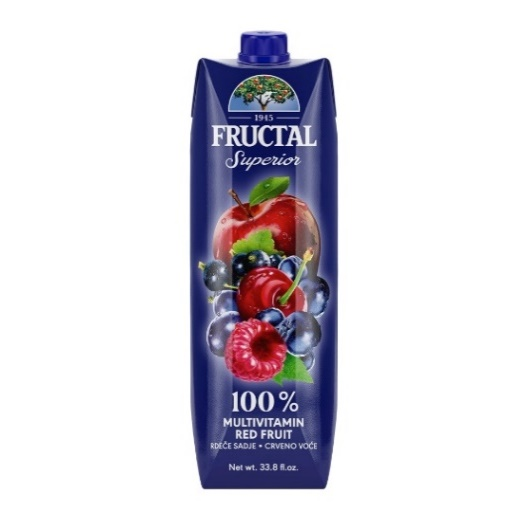 1945
FRUCTAL
Superior
100%
MULTIVITAMIN
RED FRUIT
RDEČE SADJE • CRVENO VOĆE
Net wt. 33.8 fl.oz.